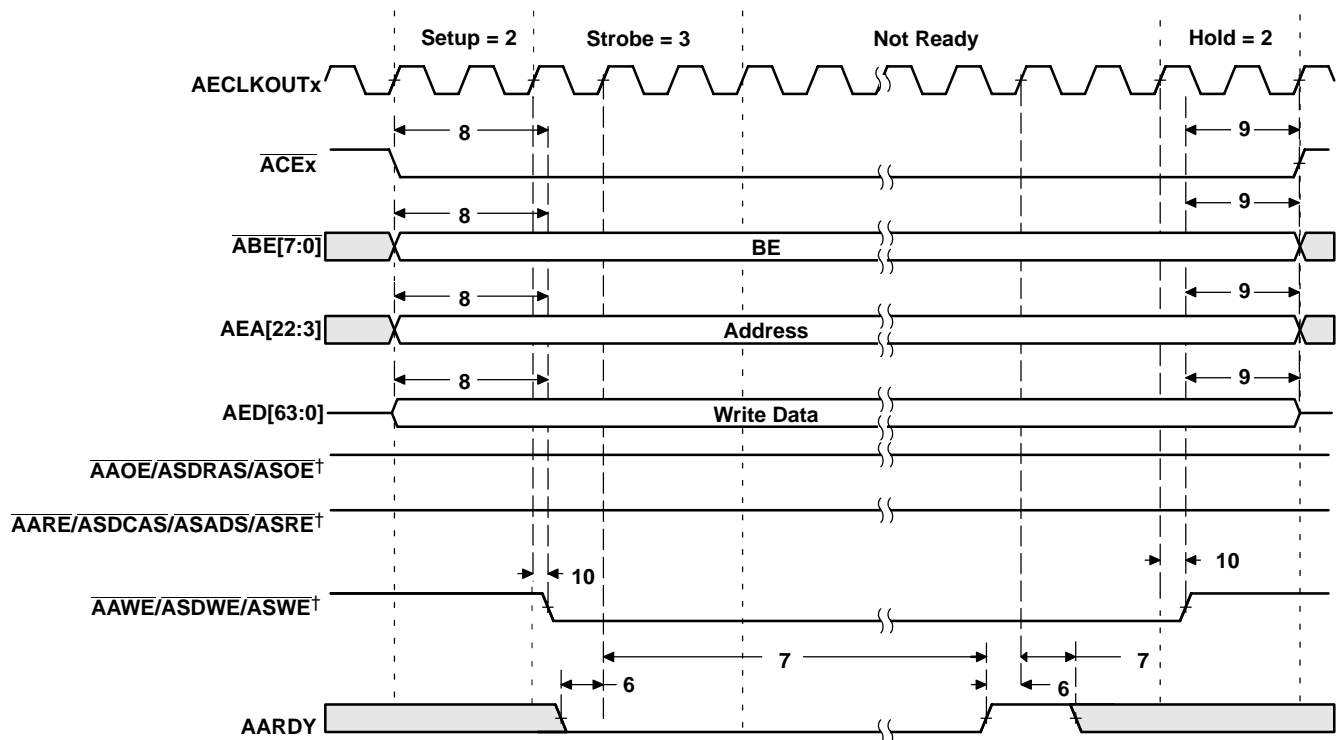 Setup = 2 Strobe = 3 Not Ready Hold = 2
AECLKOUTx
8 9
ACEx
8 9
ABE[7:0] BE
8 9
AEA[22:3] Address
8 9
AED[63:0] Write Data
AAOE/ASDRAS/ASOE†
AARE/ASDCAS/ASADS/ASRE†
10 10
AAWE/ASDWE/ASWE†
7 7
6 6
AARDY